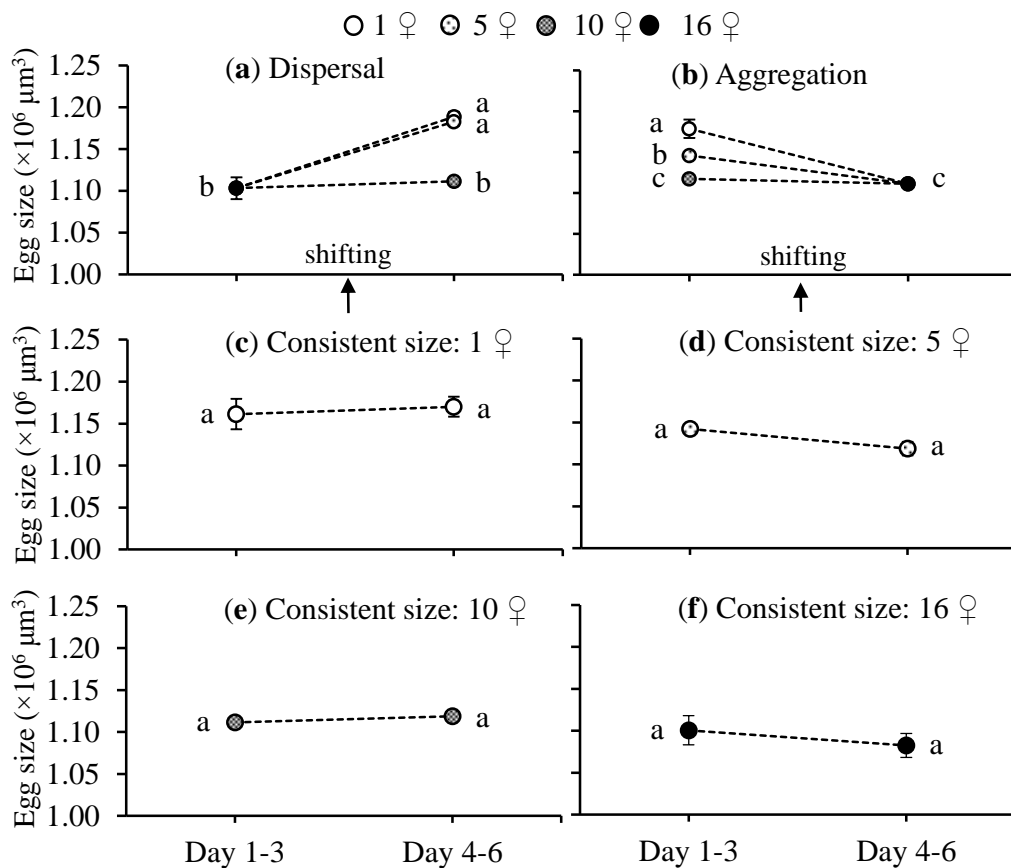 1 ♀ 5 ♀ 10 ♀ 16 ♀
(a) Dispersal
(b) Aggregation
Egg size (×10⁶ µm³)
1.25
1.20
1.15
1.10
1.05
1.00
b
a
a
b
shifting
a
b
c
c
shifting
(c) Consistent size: 1 ♀
(d) Consistent size: 5 ♀
Egg size (×10⁶ µm³)
1.25
1.20
1.15
1.10
1.05
1.00
a
a
a
a
(e) Consistent size: 10 ♀
(f) Consistent size: 16 ♀
Egg size (×10⁶ µm³)
1.25
1.20
1.15
1.10
1.05
1.00
a
a
a
a
Day 1-3
Day 4-6
Day 1-3
Day 4-6